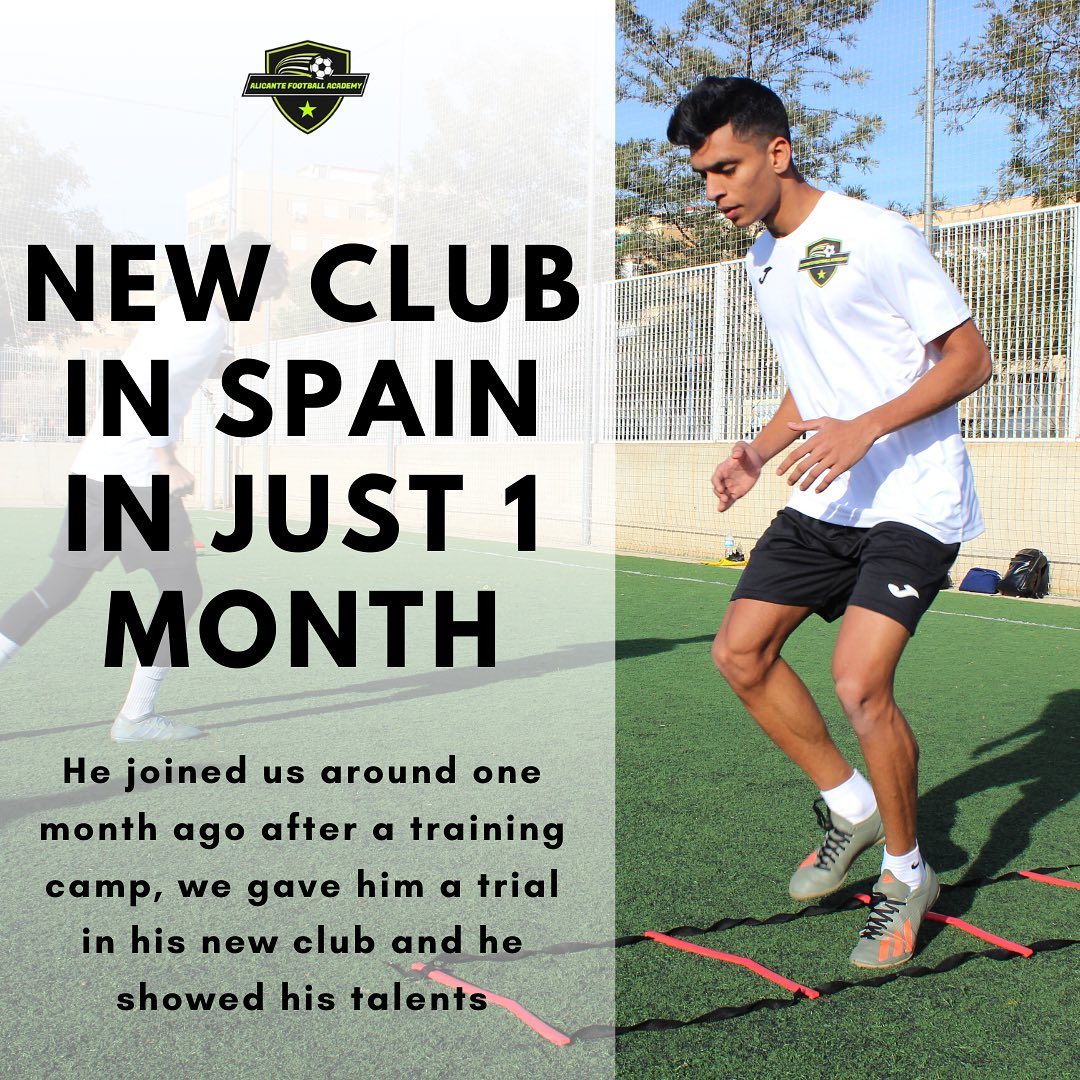 ALICANTE FOOTBALL ACADEMY
NEW CLUB
IN SPAIN
IN JUST 1
MONTH
He joined us around one
month ago after a training
camp, we gave him a trial
in his new club and he
showed his talents